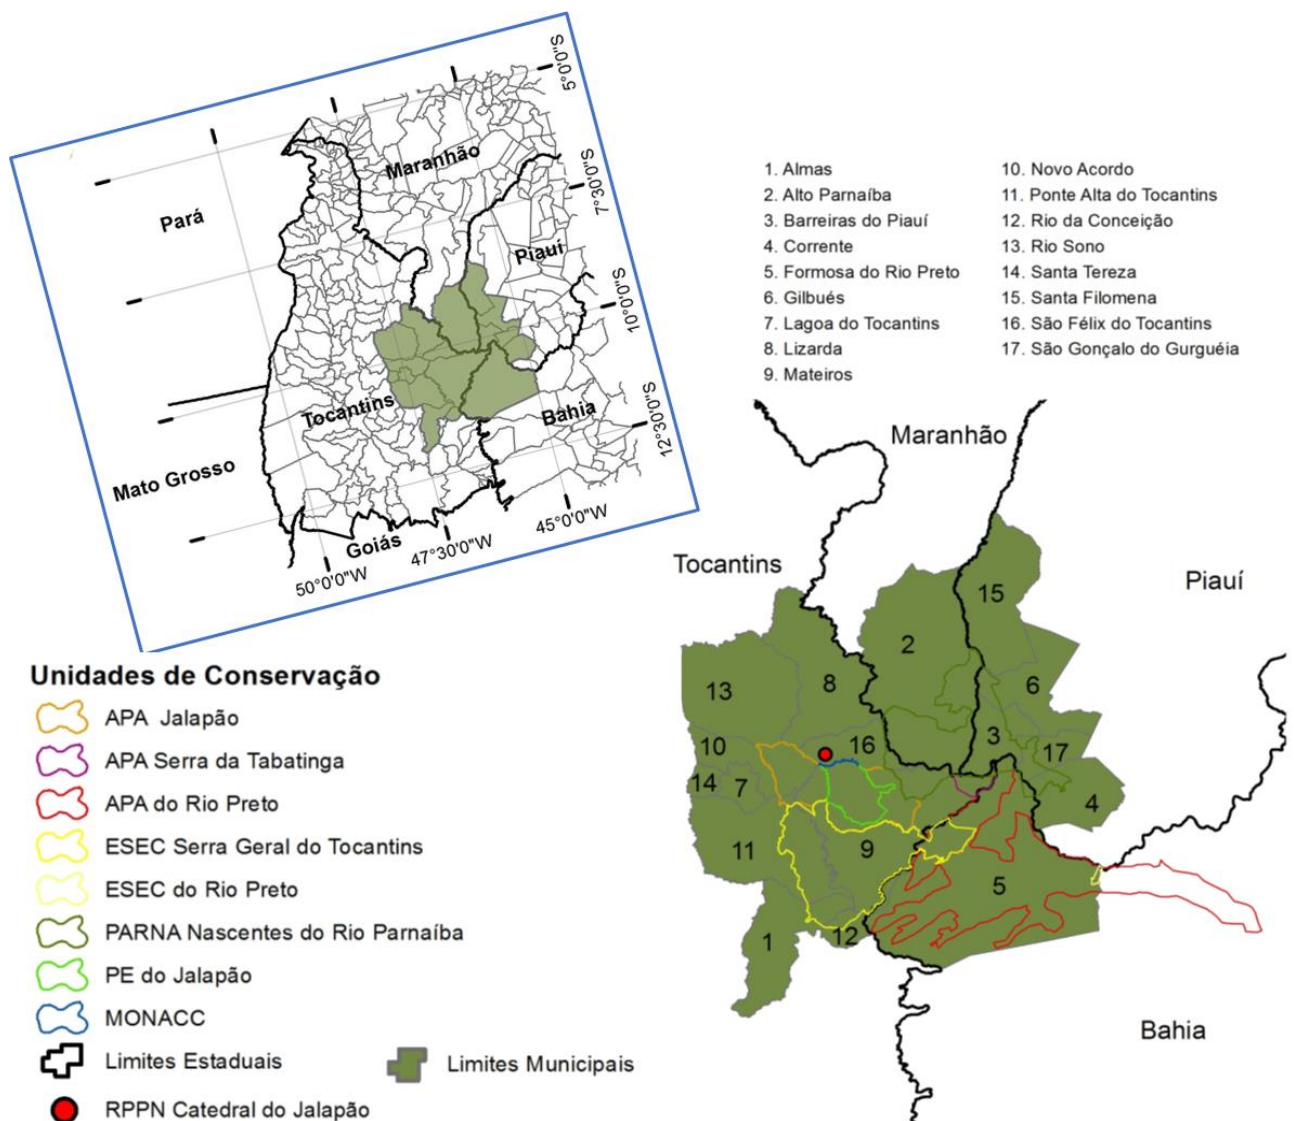 Pará
Maranhão
Piauí
Tocantins
Bahia
Mato Grosso
Goiás
5°0'0"S
7°30'0"S
10°0'0"S
12°30'0"S
50°0'0"W
47°30'0"W
45°0'0"W
1. Almas
2. Alto Parnaíba
3. Barreiras do Piauí
4. Corrente
5. Formosa do Rio Preto
6. Gilbués
7. Lagoa do Tocantins
8. Lizarda
9. Mateiros
10. Novo Acordo
11. Ponte Alta do Tocantins
12. Rio da Conceição
13. Rio Sono
14. Santa Tereza
15. Santa Filomena
16. São Félix do Tocantins
17. São Gonçalo do Gurguéia
Maranhão
Tocantins
Piauí
15
2
13
8
6
10
16
3
17
14
7
4
11
9
5
1
12
Bahia
Unidades de Conservação
APA Jalapão
APA Serra da Tabatinga
APA do Rio Preto
ESEC Serra Geral do Tocantins
ESEC do Rio Preto
PARNA Nascentes do Rio Parnaíba
PE do Jalapão
MONACC
Limites Estaduais
Limites Municipais
RPPN Catedral do Jalapão